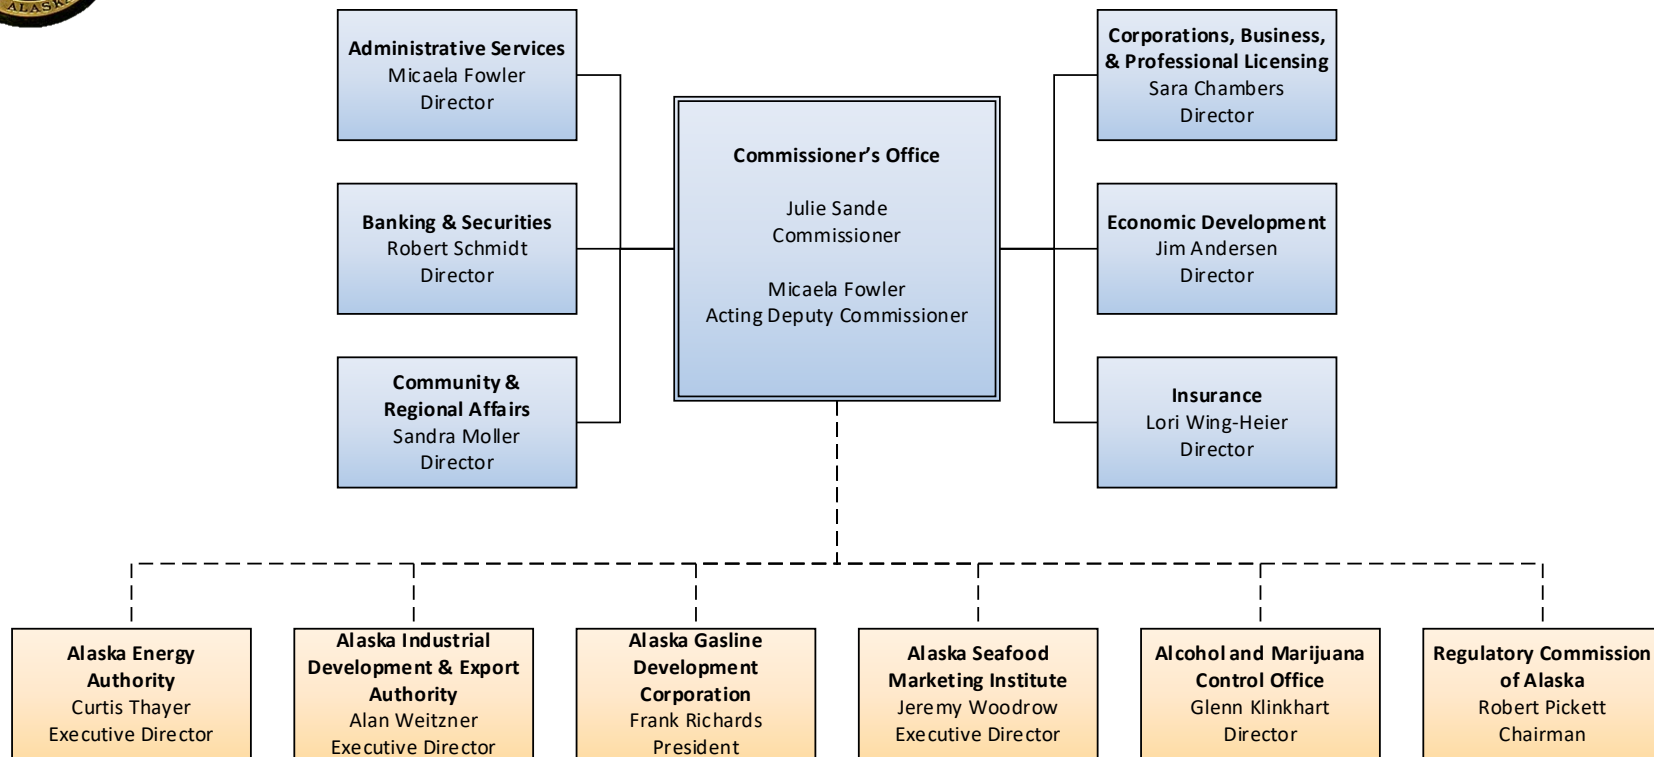 ALASKA
Administrative Services
Micaela Fowler
Director
Corporations, Business,
& Professional Licensing
Sara Chambers
Director
Commissioner's Office
Julie Sande
Commissioner
Micaela Fowler
Acting Deputy Commissioner
Banking & Securities
Robert Schmidt
Director
Economic Development
Jim Andersen
Director
Community &
Regional Affairs
Sandra Moller
Director
Insurance
Lori Wing-Heier
Director
Alaska Energy
Authority
Curtis Thayer
Executive Director
Alaska Industrial
Development & Export
Authority
Alan Weitzner
Executive Director
Alaska Gasline
Development
Corporation
Frank Richards
President
Alaska Seafood
Marketing Institute
Jeremy Woodrow
Executive Director
Alcohol and Marijuana
Control Office
Glenn Klinkhart
Director
Regulatory Commission
of Alaska
Robert Pickett
Chairman